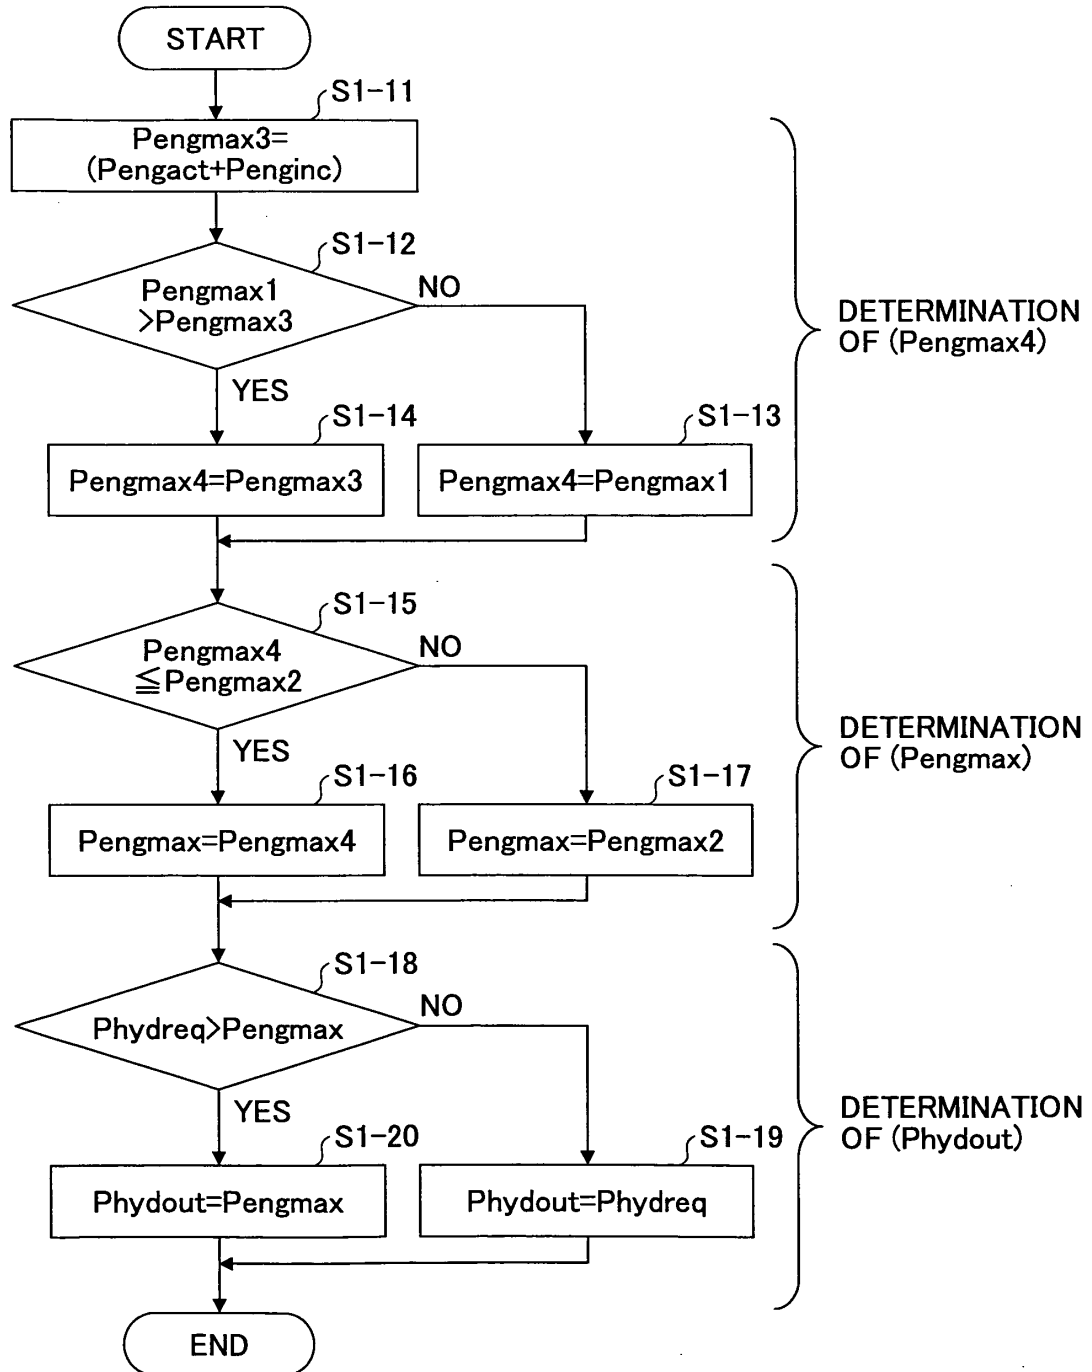 START
S1-11
Pengmax3=
(Pengact+Penginc)
S1-12
Pengmax1
>Pengmax3
NO
YES
DETERMINATION
OF (Pengmax4)
S1-14
Pengmax4=Pengmax3
S1-13
Pengmax4=Pengmax1
S1-15
Pengmax4
≦Pengmax2
NO
YES
DETERMINATION
OF (Pengmax)
S1-16
Pengmax=Pengmax4
S1-17
Pengmax=Pengmax2
S1-18
Phydreq>Pengmax
NO
YES
DETERMINATION
OF (Phydout)
S1-20
Phydout=Pengmax
S1-19
Phydout=Phydreq
END